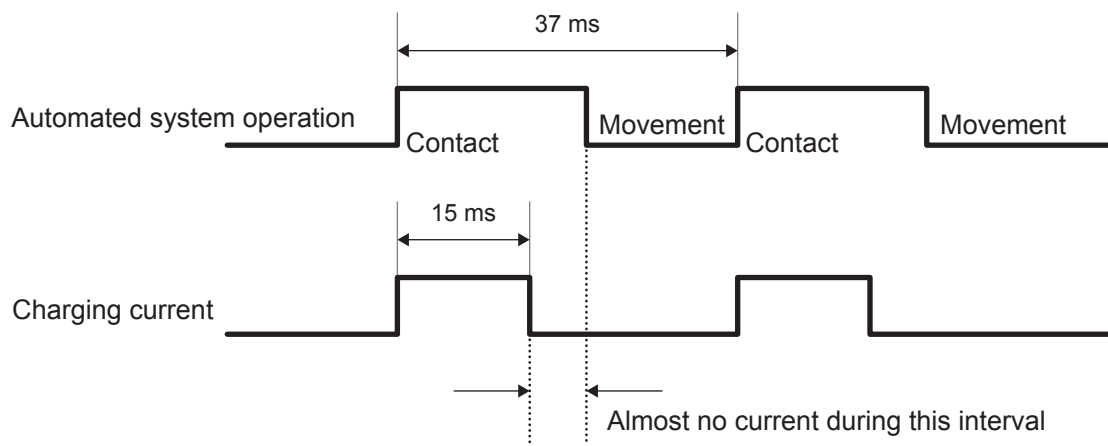 37 ms
Automated system operation
Contact
Movement
Contact
Movement
15 ms
Charging current
Almost no current during this interval